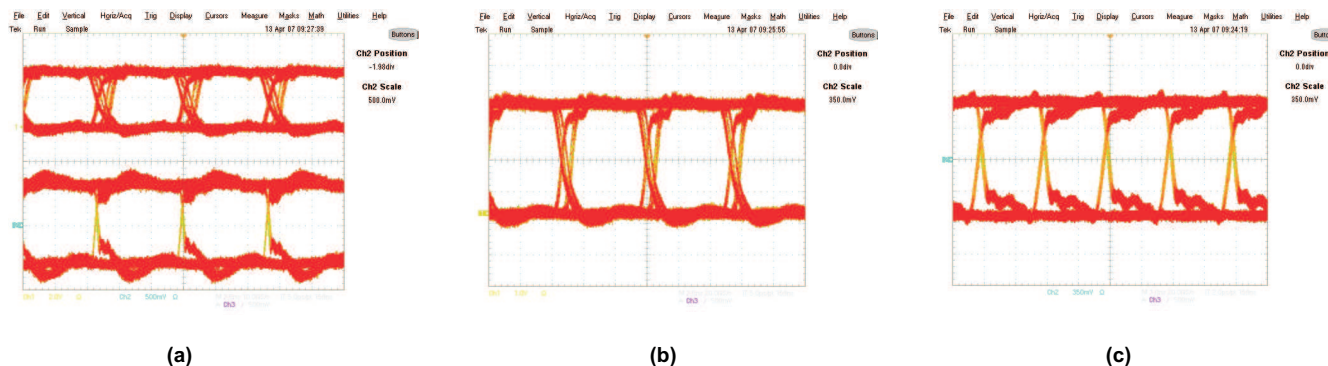 File Edit Vertical Horiz/Acq Trig Display Cursors Measure Masks Math Utilities Help
Tek Run Sample 13 Apr 07 09:27:39
Buttons
Ch2 Position
-1.98div
Ch2 Scale
500.0mV
Ch2 500mV Ω
Ch3
(a)
File Edit Vertical Horiz/Acq Trig Display Cursors Measure Masks Math Utilities Help
Tek Run Sample 13 Apr 07 09:25:55
Buttons
Ch2 Position
0.0div
Ch2 Scale
350.0mV
Ch3
(b)
File Edit Vertical Horiz/Acq Trig Display Cursors Measure Masks Math Utilities Help
Tek Run Sample 13 Apr 07 09:24:19
Ch2 Position
0.0div
Ch2 Scale
350.0mV
Ch2 350mV Ω
Ch3
(c)